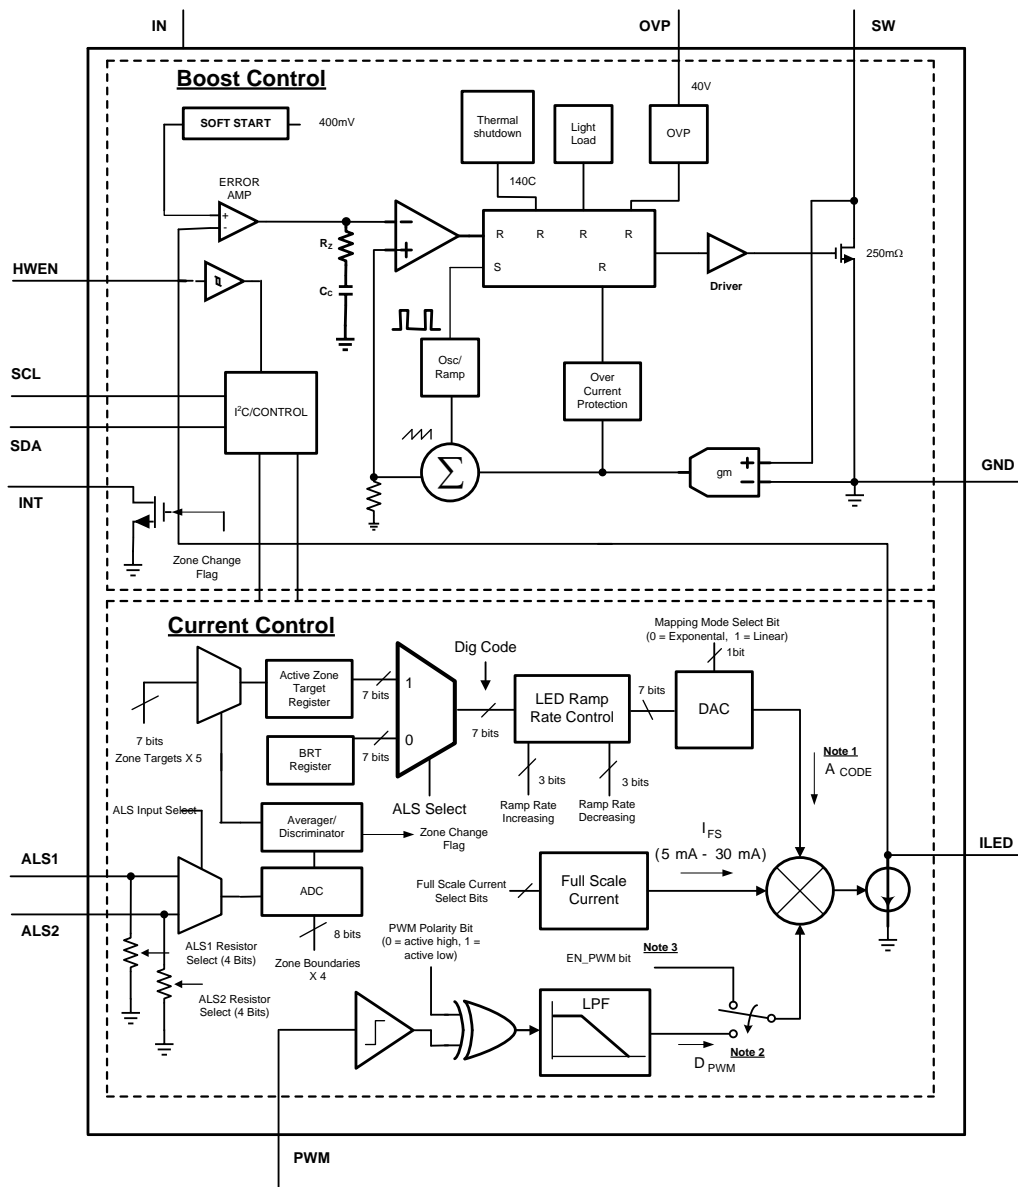 IN
OVP
SW
Boost Control
40V
SOFT START
400mV
Thermal
shutdown
Light
Load
OVP
140C
ERROR
AMP
+
-
R R R R
S R
RZ
CC
HWEN
Driver
250mΩ
SCL
I2C/CONTROL
Osc/
Ramp
Over
Current
Protection
SDA
Σ
gm
+
−
GND
INT
Zone Change
Flag
Current Control
Mapping Mode Select Bit
(0 = Exponental, 1 = Linear)
1bit
Dig Code
Active Zone
Target
Register
7 bits
1
LED Ramp
Rate Control
7 bits
DAC
7 bits
7 bits
Zone Targets X 5
BRT
Register
7 bits
0
3 bits
3 bits
Note 1
A CODE
ALS Input Select
ALS Select
Ramp Rate
Increasing
Ramp Rate
Decreasing
Averager/
Discriminator
Zone Change
Flag
IFS
(5 mA - 30 mA)
ILED
ALS1
ADC
Full Scale Current
Select Bits
Full Scale
Current
ALS2
8 bits
PWM Polarity Bit
(0 = active high, 1 =
active low)
ALS1 Resistor
Select (4 Bits)
Zone Boundaries
X 4
Note 3
EN_PWM bit
ALS2 Resistor
Select (4 Bits)
LPF
Note 2
D PWM
PWM